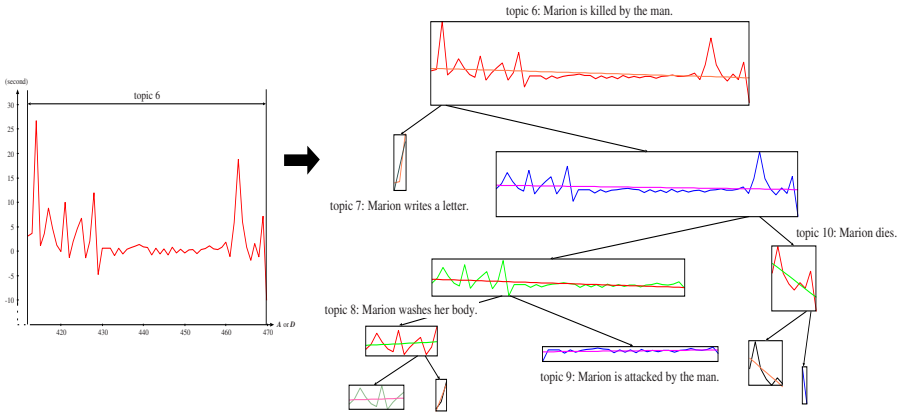 topic 6: Marion is killed by the man.
(second)
topic 6
30
25
20
15
10
5
0
-5
-10
420
430
440
450
460
470
A or D
topic 7: Marion writes a letter.
topic 10: Marion dies.
topic 8: Marion washes her body.
topic 9: Marion is attacked by the man.